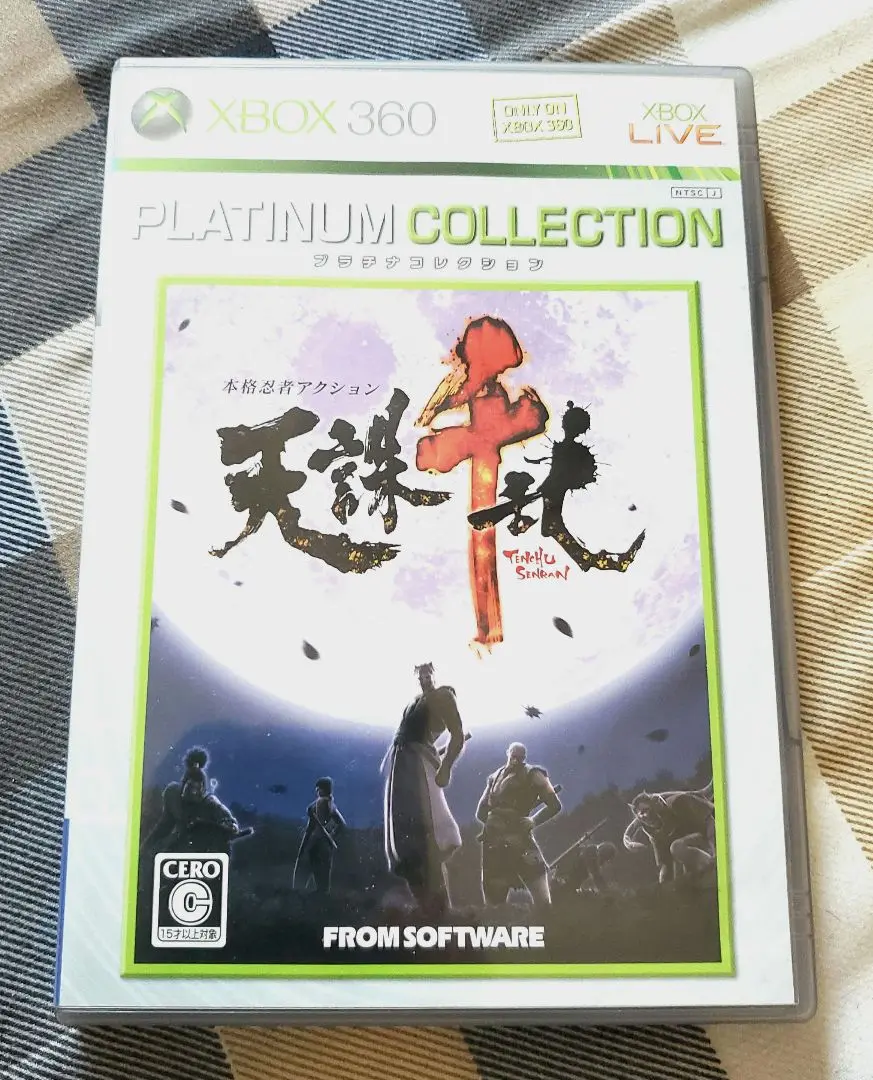 XBOX 360
ONLY ON
XBOX 360
XBOX
LIVE
NTSC J
PLATINUM COLLECTION
プラチナコレクション
本格忍者アクション
天誅千乱
TENCHU
SENRAN
CERO
C
15才以上対象
FROMSOFTWARE